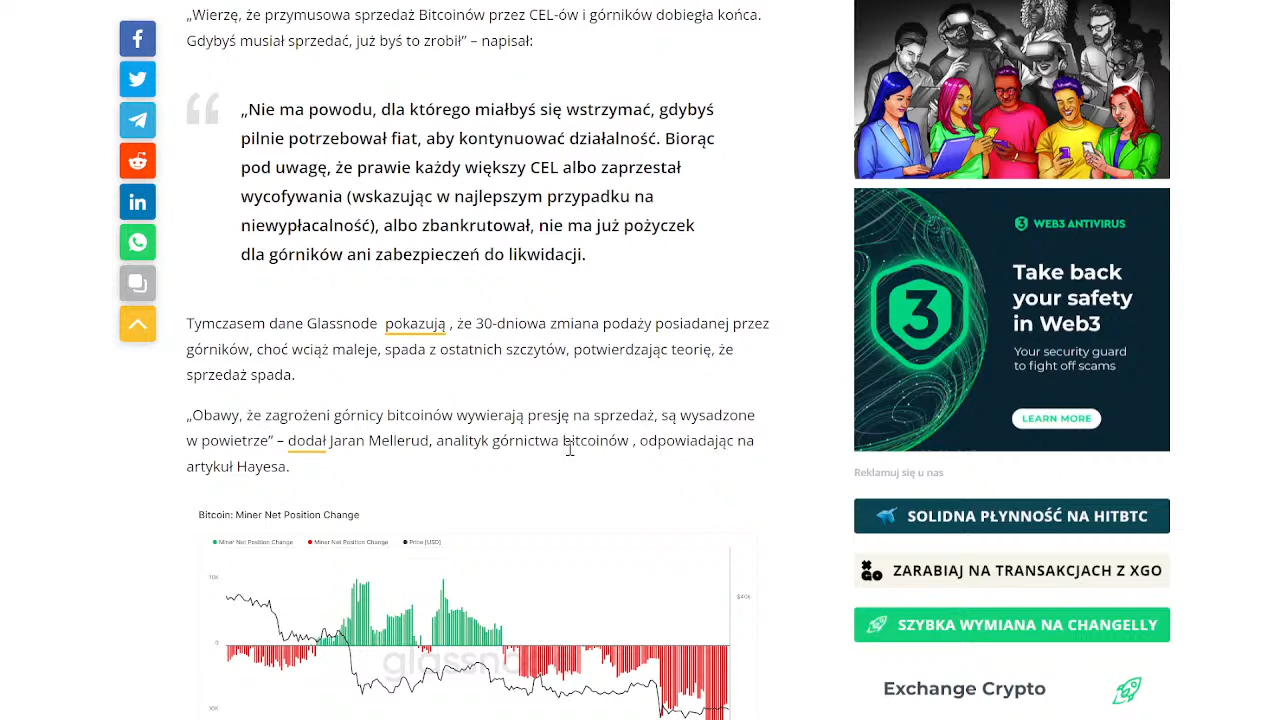 „Wierzę, że przymusowa sprzedaż Bitcoinów przez CEL-ów i górników dobiegła końca.
Gdybyś musiał sprzedać, już byś to zrobił” – napisał:
„Nie ma powodu, dla którego miałbyś się wstrzymać, gdybyś
pilnie potrzebował fiat, aby kontynuować działalność. Biorąc
pod uwagę, że prawie każdy większy CEL albo zaprzestał
wycofywania (wskazując w najlepszym przypadku na
niewypłacalność), albo zbankrutował, nie ma już pożyczek
dla górników ani zabezpieczeń do likwidacji.
Tymczasem dane Glassnode pokazują , że 30-dniowa zmiana podaży posiadanej przez
górników, choć wciąż maleje, spada z ostatnich szczytów, potwierdzając teorię, że
sprzedaż spada.
„Obawy, że zagrożeni górnicy bitcoinów wywierają presję na sprzedaż, są wysadzone
w powietrze” – dodał Jaran Mellerud, analityk górnictwa bitcoinów , odpowiadając na
artykuł Hayesa.
Bitcoin: Miner Net Position Change
Miner Net Position Change Miner Net Position Change Price [USD]
10K
$40k
0
glassno
10K
3 WEB3 ANTIVIRUS
3
Take back
your safety
in Web3
Your security guard
to fight off scams
LEARN MORE
Reklamuj się u nas
SOLIDNA PŁYNNOŚĆ NA HITBTC
XGO ZARABIAJ NA TRANSAKCJACH Z XGO
SZYBKA WYMIANA NA CHANGELLY
Exchange Crypto